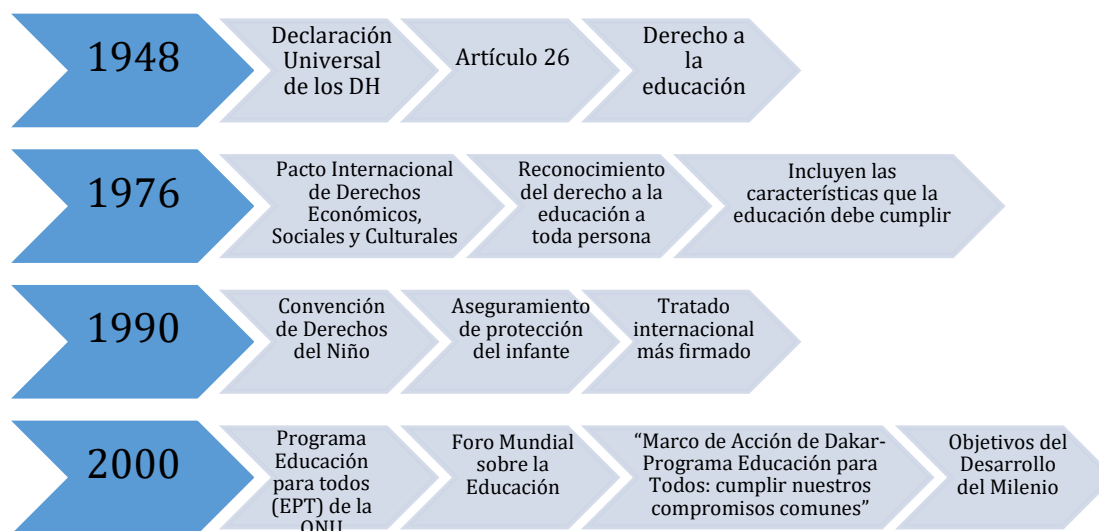 1948
Declaración
Universal
de los DH
Artículo 26
Derecho a
la
educación
1976
Pacto Internacional
de Derechos
Económicos,
Sociales y Culturales
Reconocimiento
del derecho a la
educación a
toda persona
Incluyen las
características que la
educación debe cumplir
1990
Convención
de Derechos
del Niño
Aseguramiento
de protección
del infante
Tratado
internacional
más firmado
2000
Programa
Educación
para todos
(EPT) de la
ONU
Foro Mundial
sobre la
Educación
“Marco de Acción de Dakar-
Programa Educación para
Todos: cumplir nuestros
compromisos comunes”
Objetivos del
Desarrollo
del Milenio